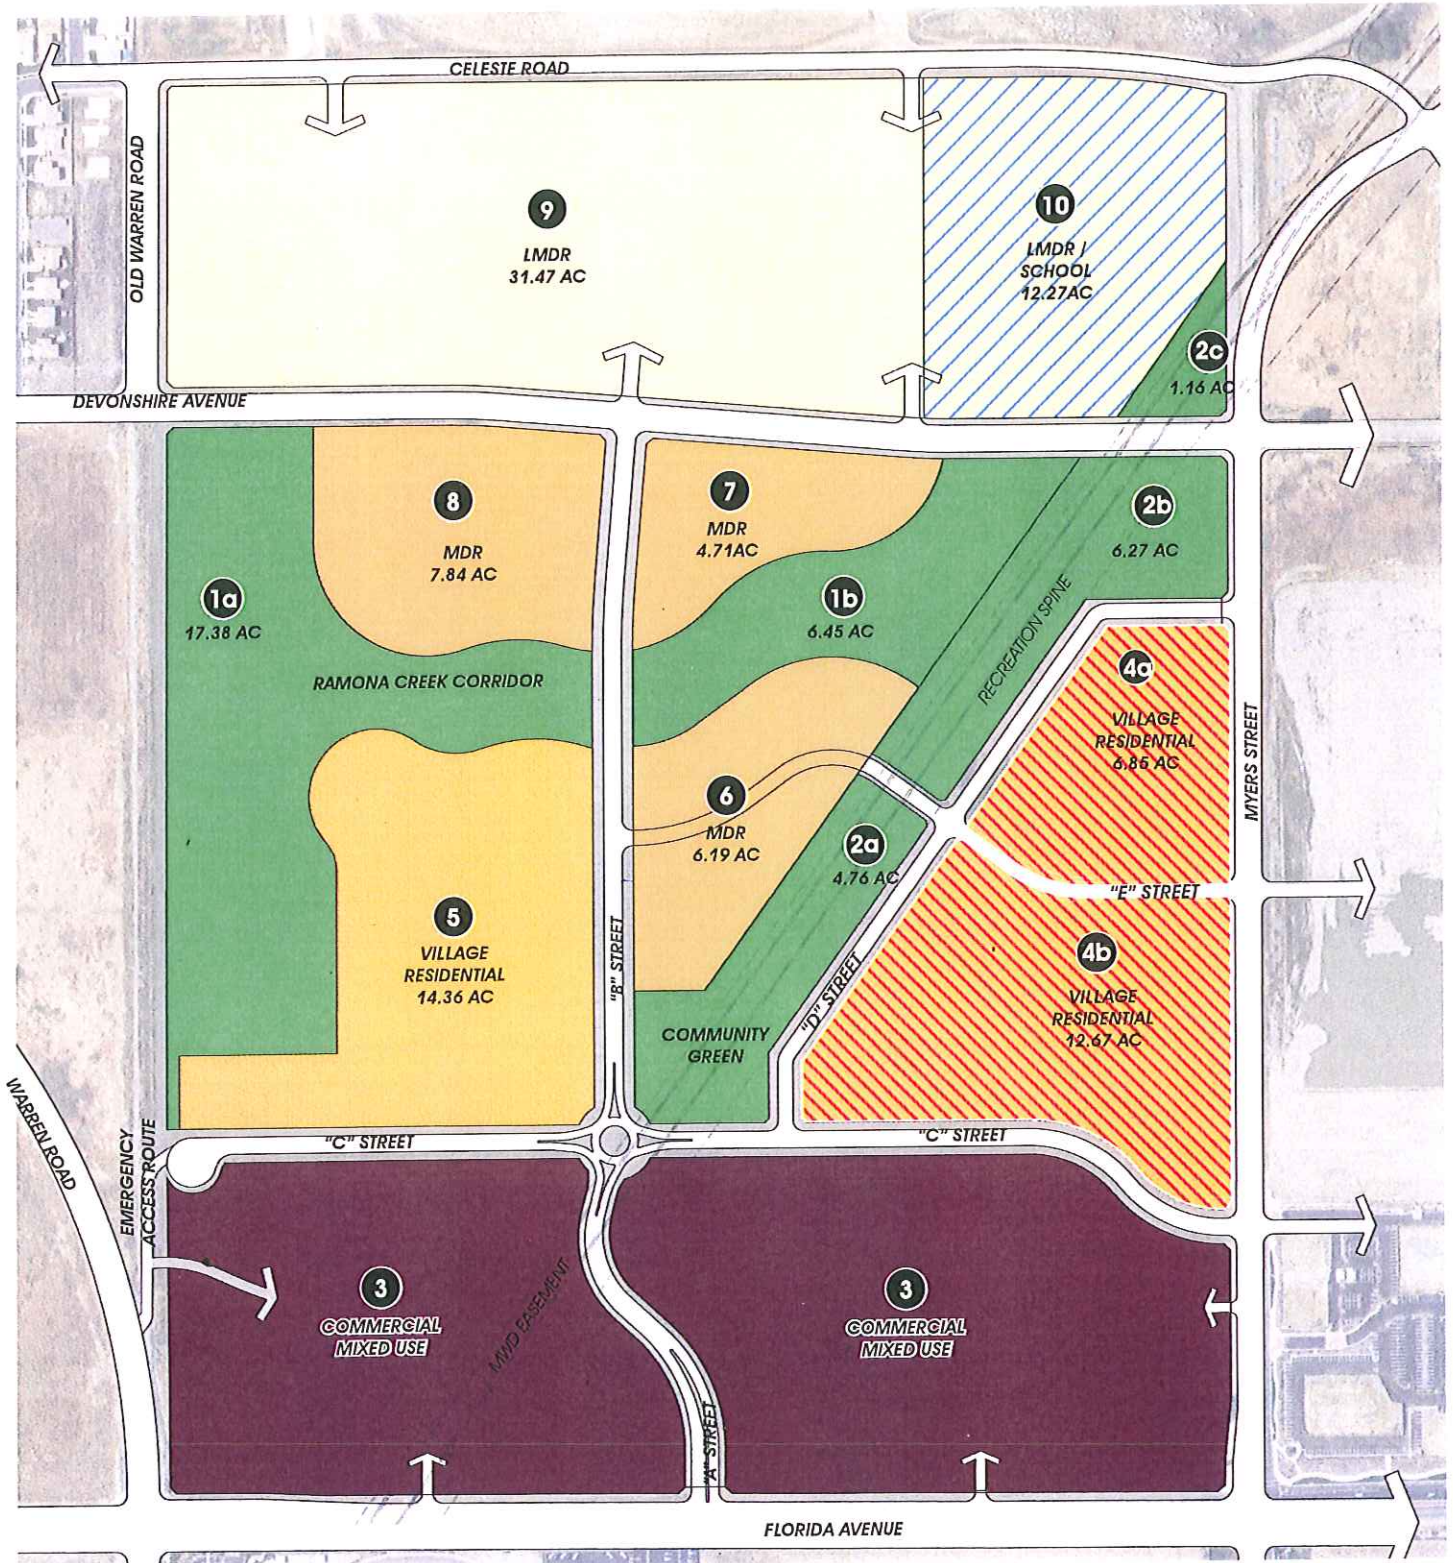 CELESTE ROAD
OLD WARREN ROAD
9
LMDR
31.47 AC
10
LMDR /
SCHOOL
12.27AC
2c
1.16 AC
DEVONSHIRE AVENUE
8
MDR
7.84 AC
7
MDR
4.71AC
2b
6.27 AC
1a
17.38 AC
1b
6.45 AC
RECREATION SPINE
RAMONA CREEK CORRIDOR
4a
VILLAGE
RESIDENTIAL
6.85 AC
MYERS STREET
6
MDR
6.19 AC
2a
4.76 AC
"E" STREET
5
VILLAGE
RESIDENTIAL
14.36 AC
"B" STREET
4b
VILLAGE
RESIDENTIAL
12.67 AC
"D" STREET
COMMUNITY
GREEN
WARREN ROAD
EMERGENCY
ACCESS ROUTE
"C" STREET
"C" STREET
3
COMMERCIAL
MIXED USE
MWD EASEMENT
3
COMMERCIAL
MIXED USE
"A" STREET
FLORIDA AVENUE